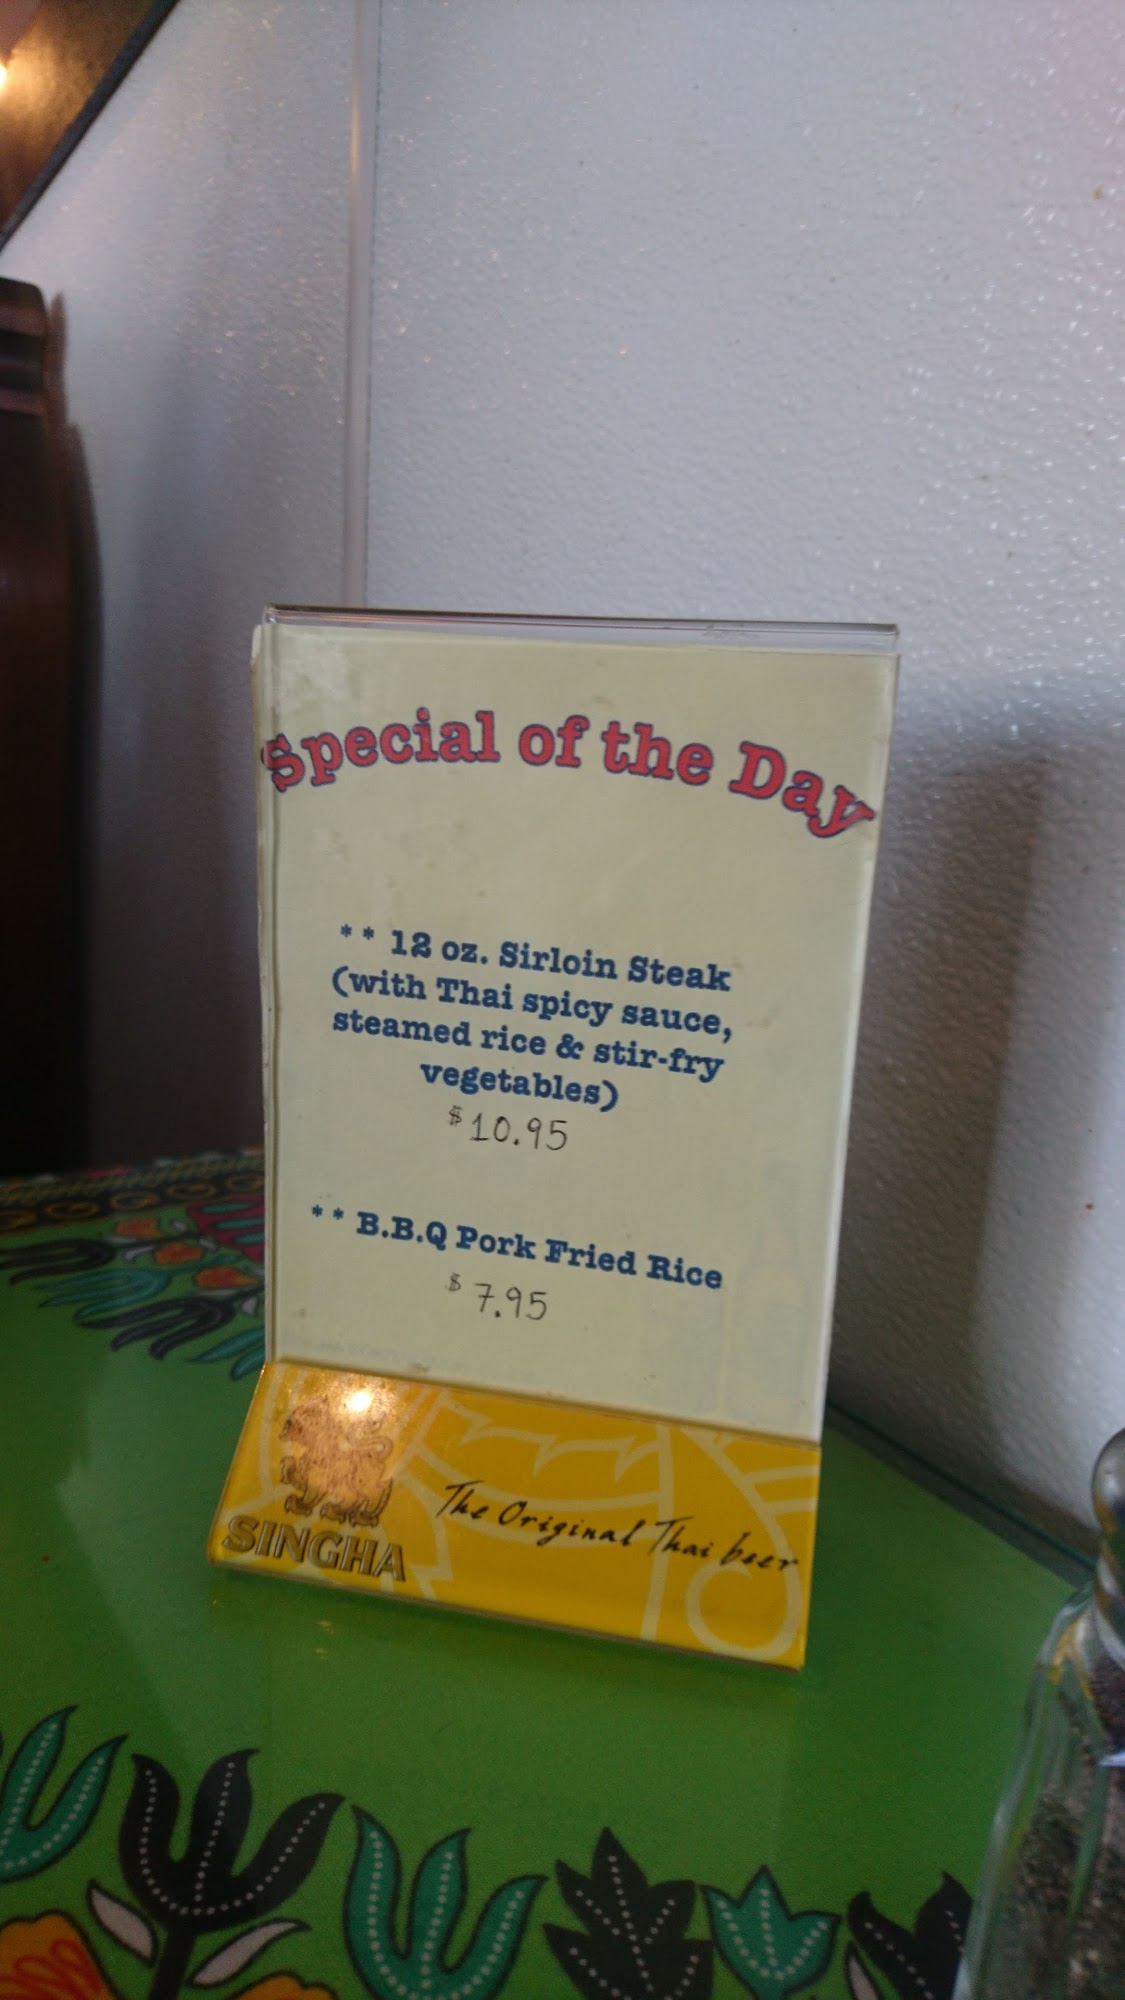 Special of the Day
** 12 oz. Sirloin Steak
(with Thai spicy sauce,
steamed rice & stir-fry
vegetables)
$10.95
** B.B.Q Pork Fried Rice
$7.95
SINGHA
The Original Thai beer